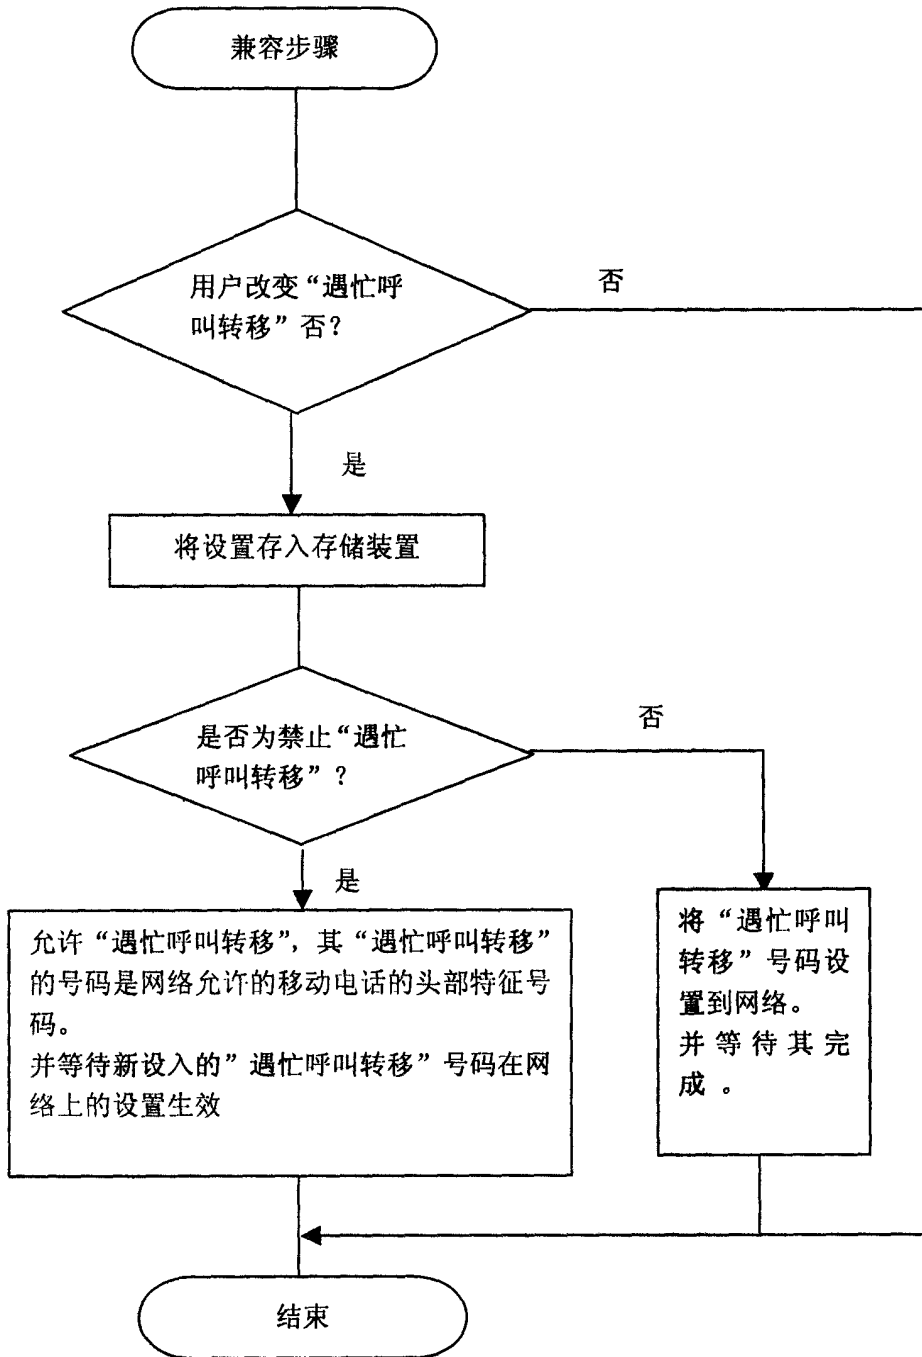 兼容步骤
用户改变“遇忙呼
叫转移”否？
否
是
将设置存入存储装置
是否为禁止“遇忙
呼叫转移”？
否
是
允许“遇忙呼叫转移”，其“遇忙呼叫转移”
的号码是网络允许的移动电话的头部特征号
码。
并等待新设入的”遇忙呼叫转移”号码在网
络上的设置生效
将“遇忙呼叫
转移”号码设
置到网络。
并等待其完
成。
结束